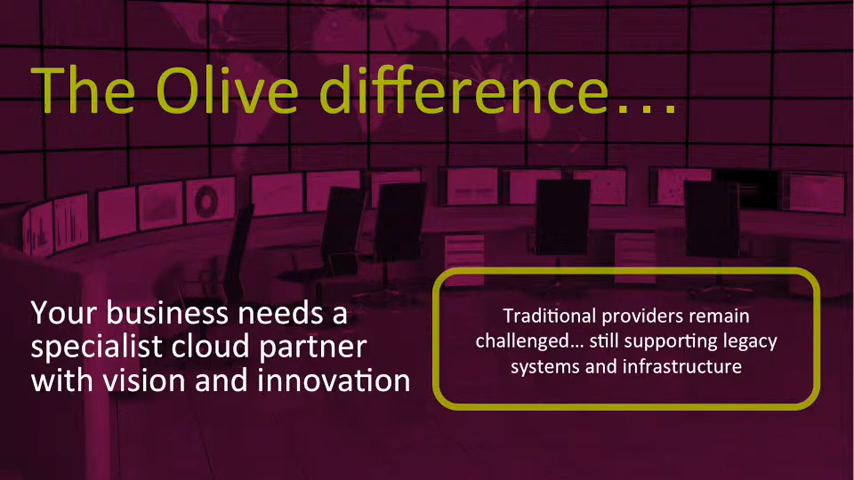 The Olive difference…
Your business needs a
specialist cloud partner
with vision and innovation
Traditional providers remain
challenged… still supporting legacy
systems and infrastructure